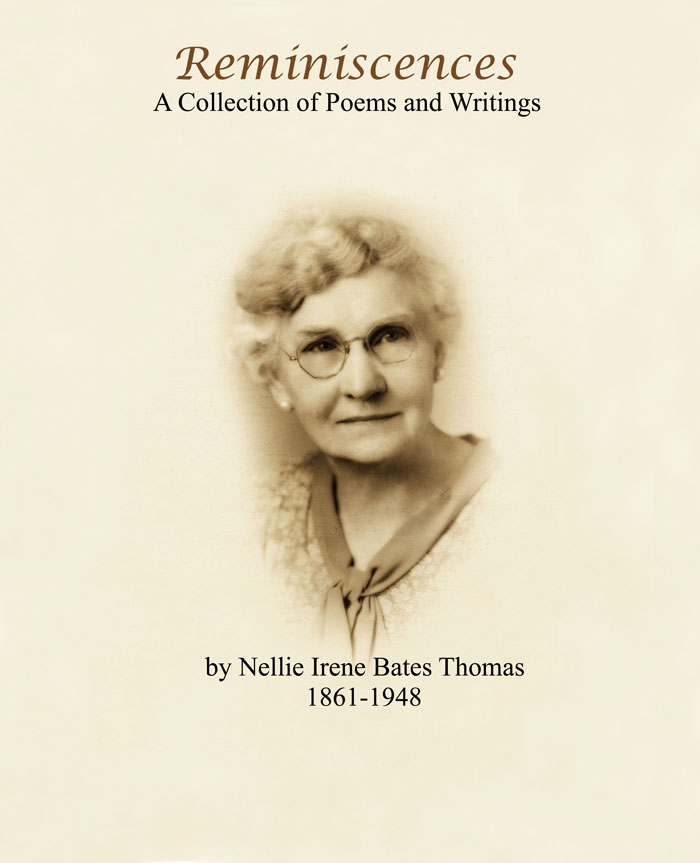 Reminiscences
A Collection of Poems and Writings
by Nellie Irene Bates Thomas
1861-1948